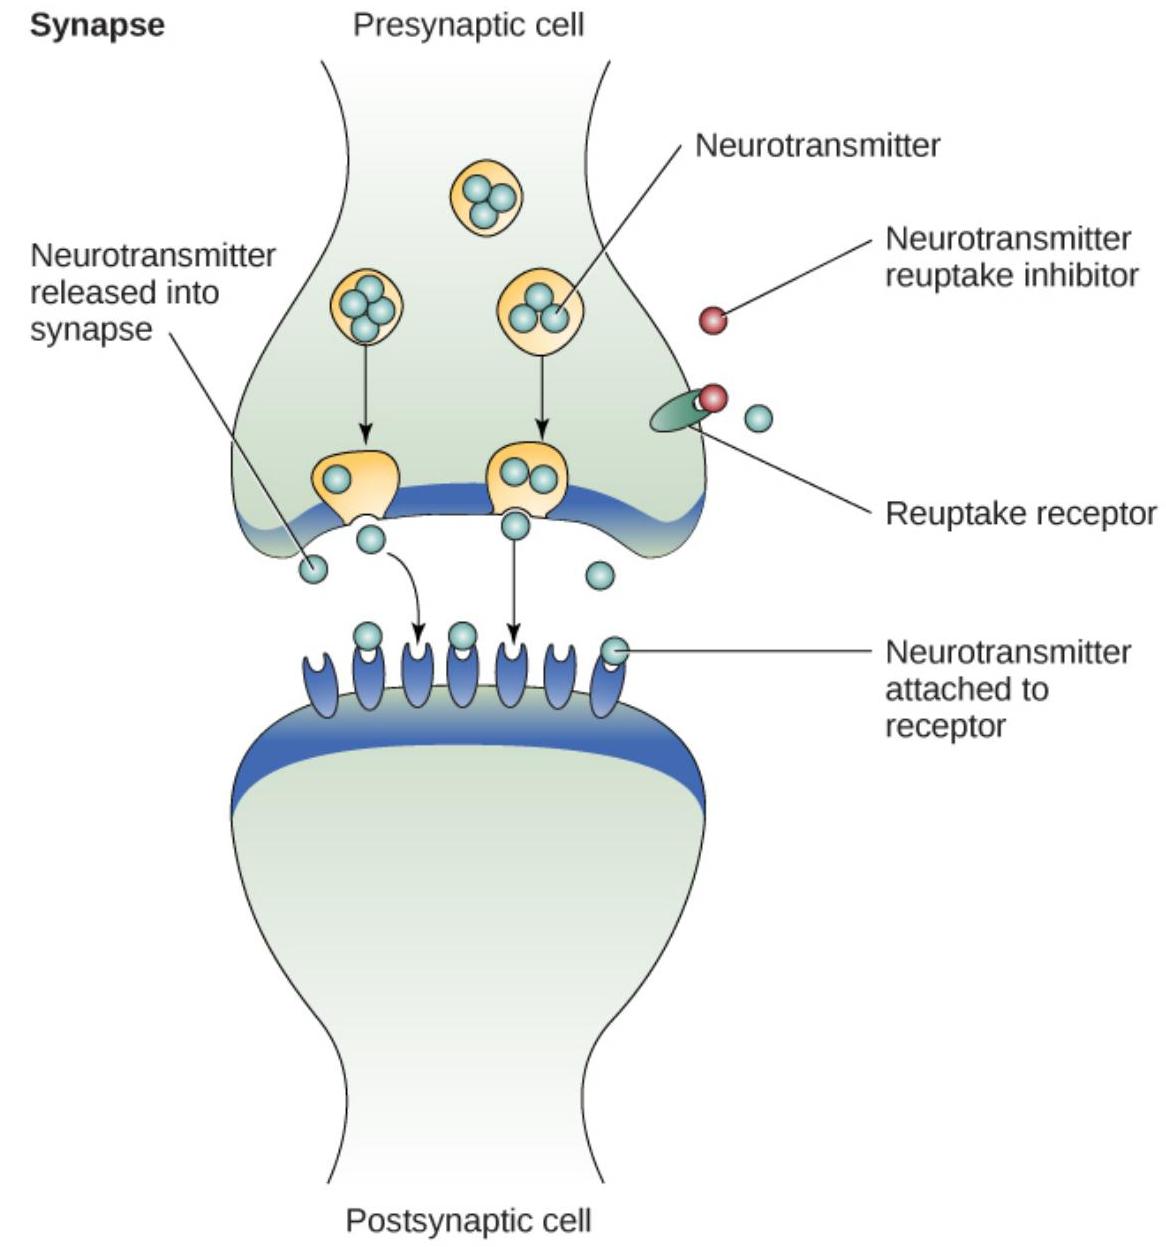 Synapse
Presynaptic cell
Neurotransmitter
Neurotransmitter
reuptake inhibitor
Neurotransmitter
released into
synapse
Reuptake receptor
Neurotransmitter
attached to
receptor
Postsynaptic cell